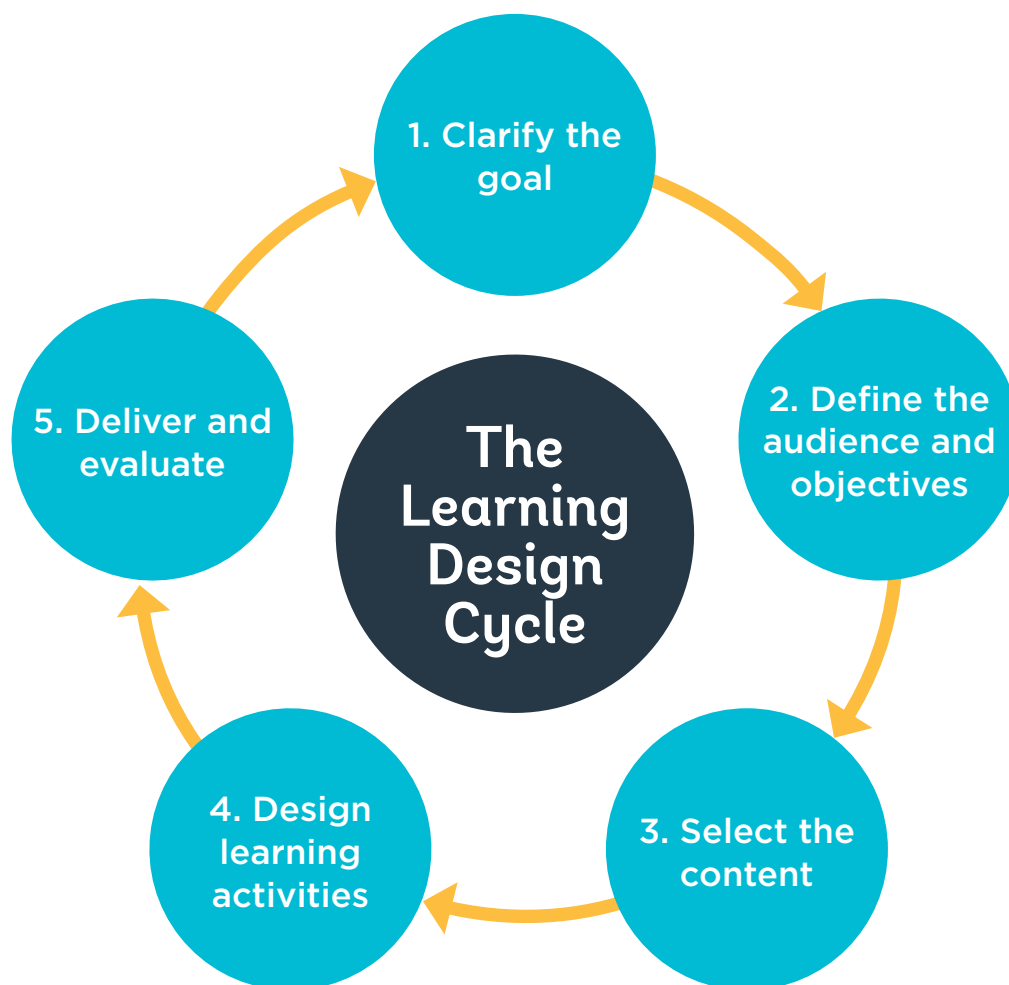 1. Clarify the
goal
2. Define the
audience and
objectives
3. Select the
content
4. Design
learning
activities
5. Deliver and
evaluate
The
Learning
Design
Cycle